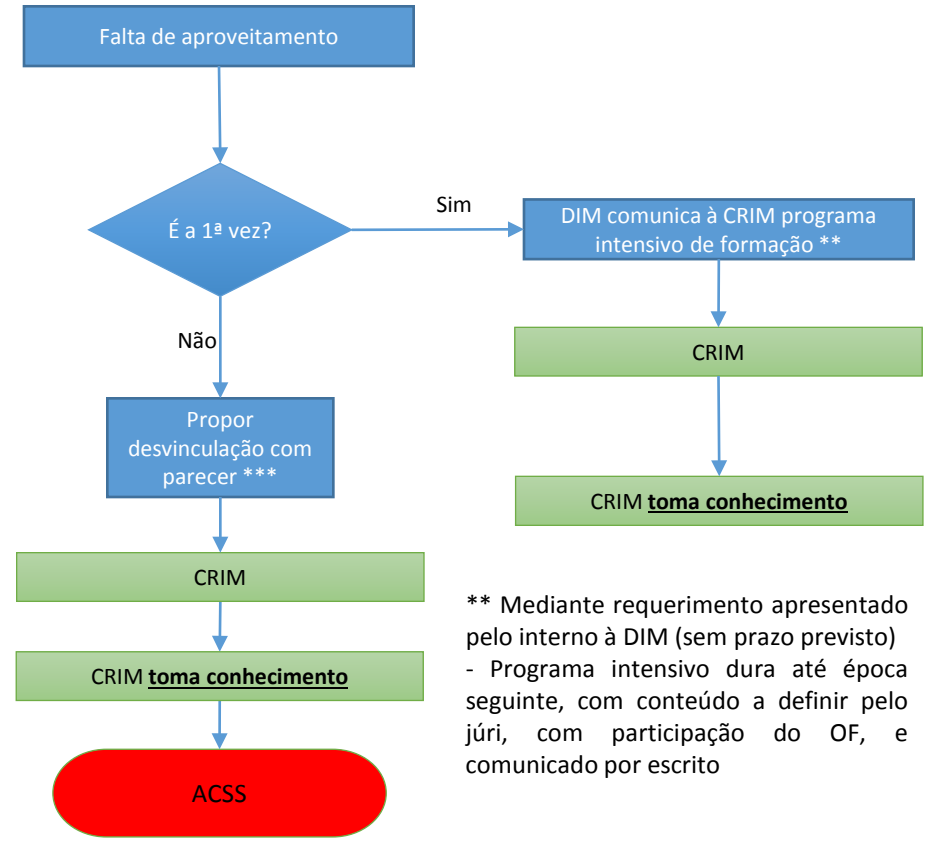 Falta de aproveitamento
É a 1ª vez?
Sim
DIM comunica à CRIM programa
intensivo de formação **
CRIM
CRIM toma conhecimento
Não
Propor
desvinculação com
parecer ***
CRIM
CRIM toma conhecimento
ACSS
** Mediante requerimento apresentado
pelo interno à DIM (sem prazo previsto)
- Programa intensivo dura até época
seguinte, com conteúdo a definir pelo
júri, com participação do OF, e
comunicado por escrito